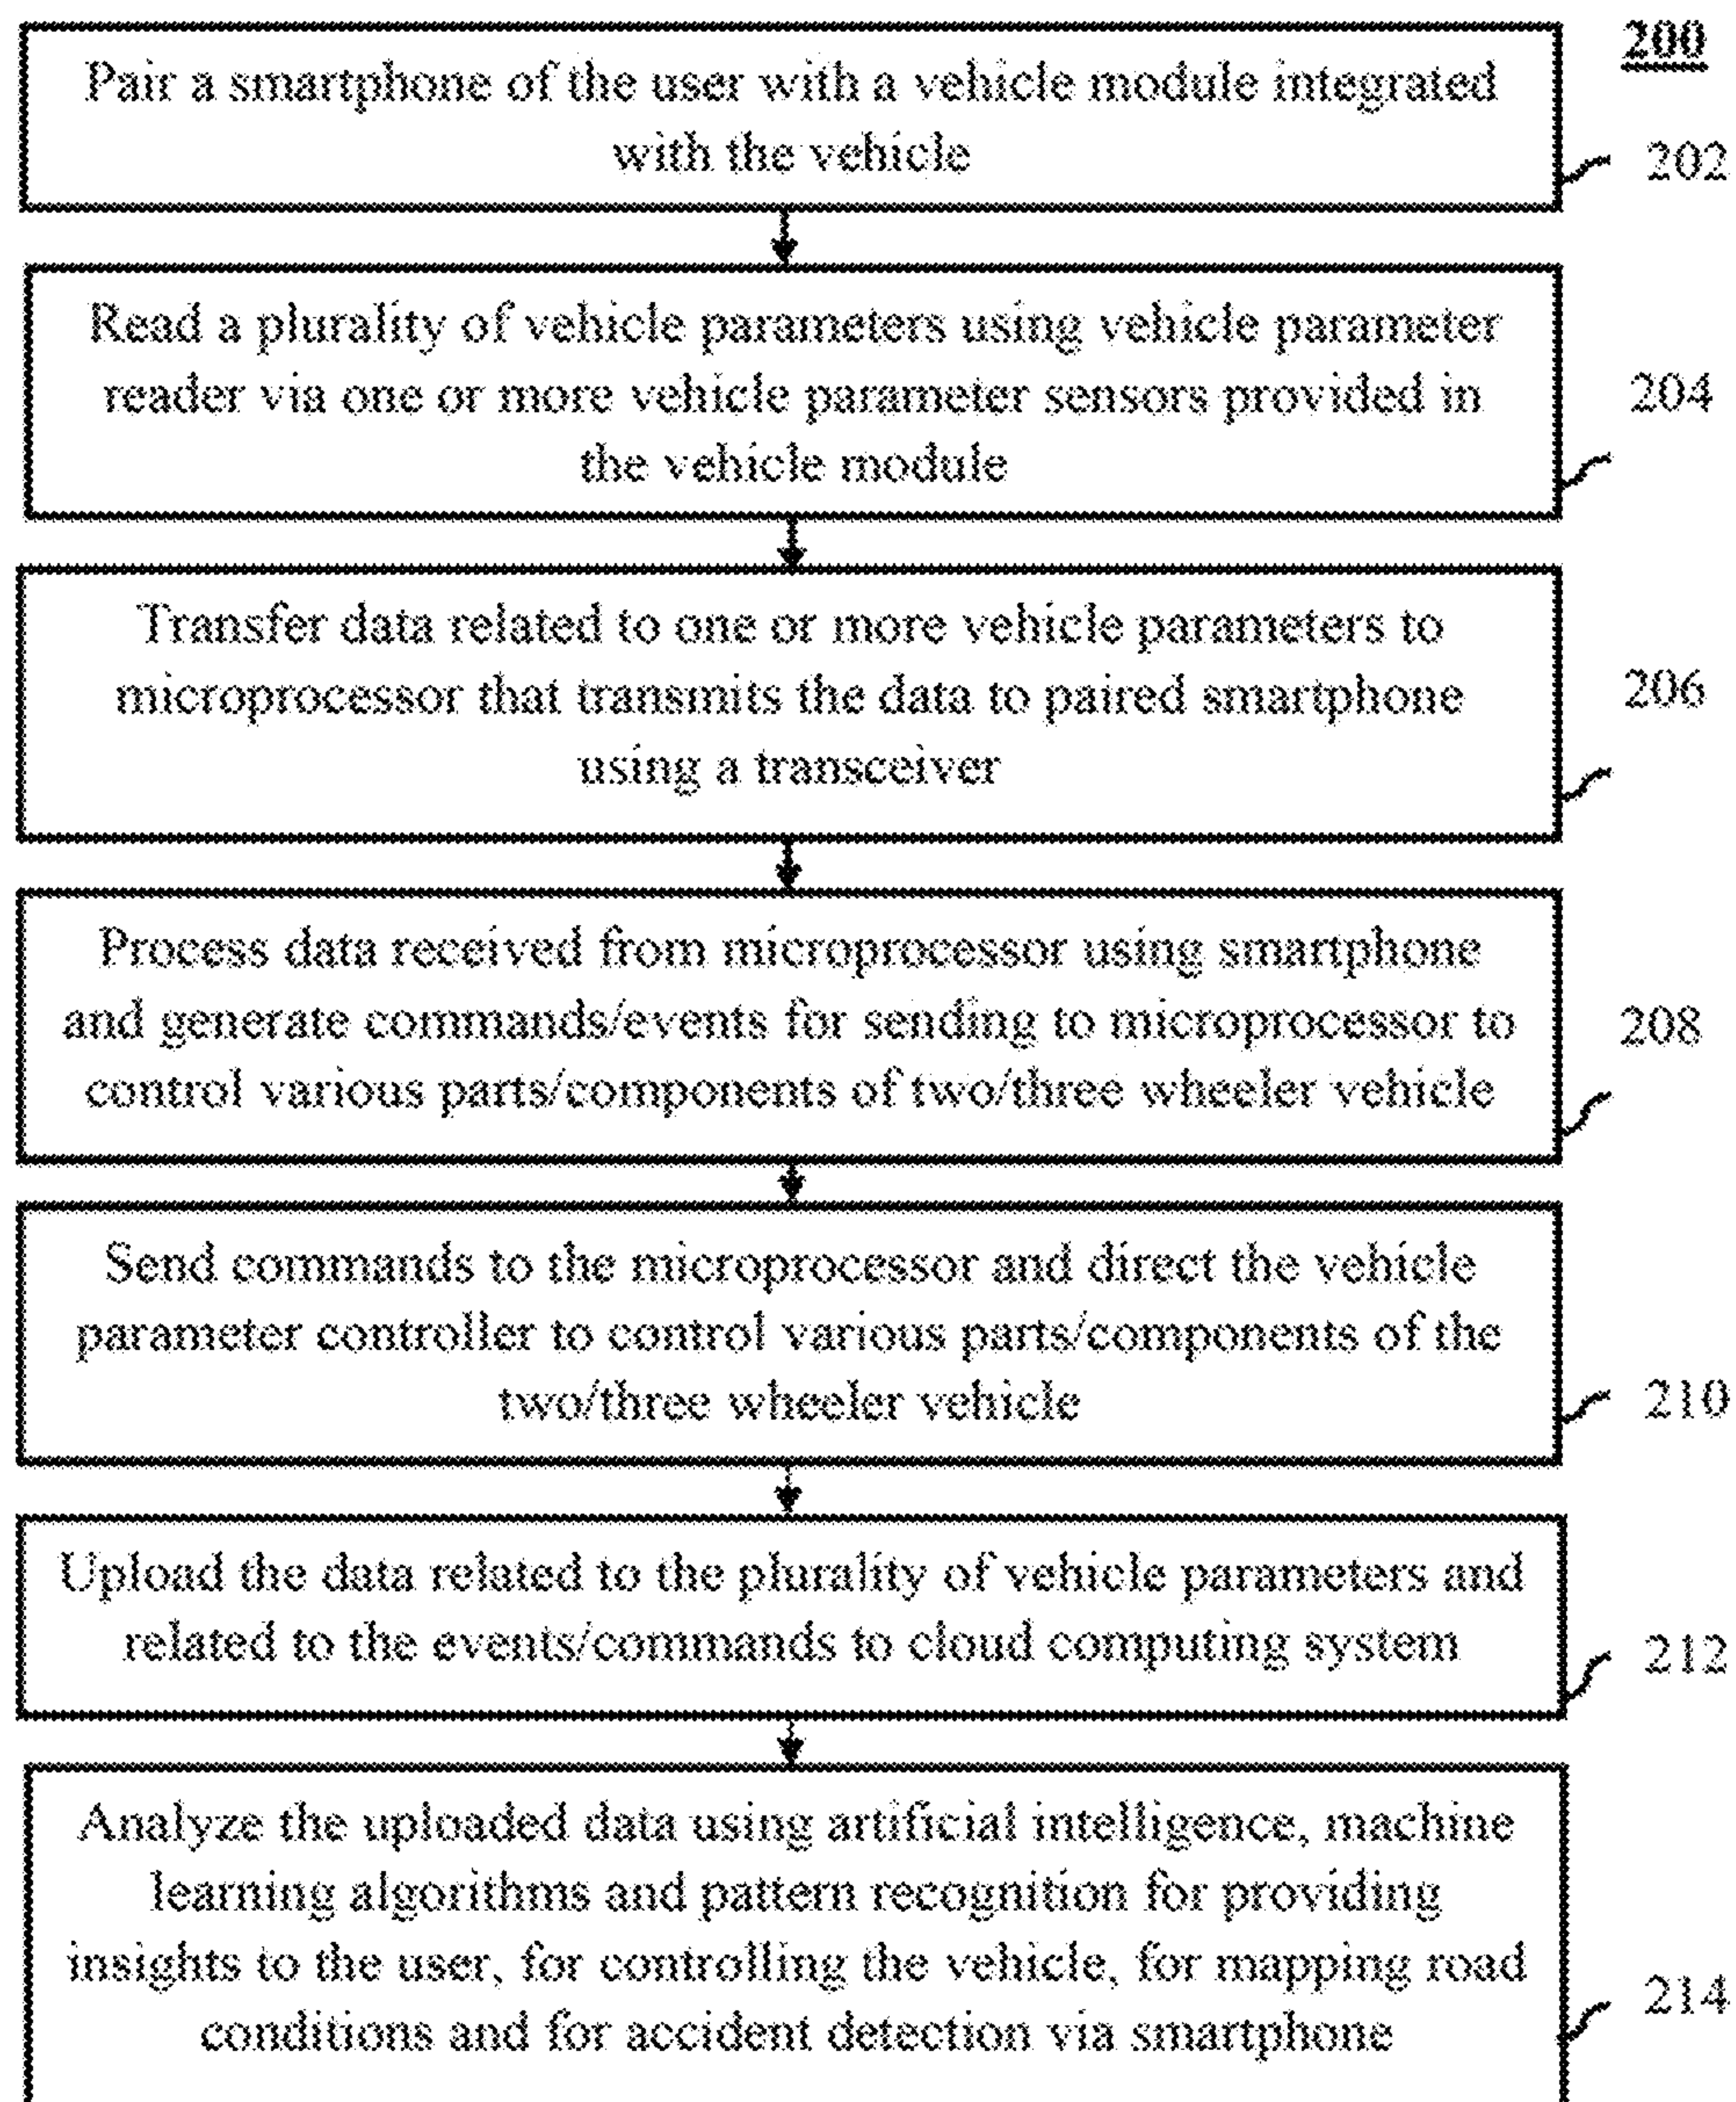 200
Pair a smartphone of the user with a vehicle module integrated
with the vehicle
202
Read a plurality of vehicle parameters using vehicle parameter
reader via one or more vehicle parameter sensors provided in
the vehicle module
204
Transfer data related to one or more vehicle parameters to
microprocessor that transmits the data to paired smartphone
using a transceiver
206
Process data received from microprocessor using smartphone
and generate commands/events for sending to microprocessor to
control various parts/components of two/three wheeler vehicle
208
Send commands to the microprocessor and direct the vehicle
parameter controller to control various parts/components of the
two/three wheeler vehicle
210
Upload the data related to the plurality of vehicle parameters and
related to the events/commands to cloud computing system
212
Analyze the uploaded data using artificial intelligence, machine
learning algorithms and pattern recognition for providing
insights to the user, for controlling the vehicle, for mapping road
conditions and for accident detection via smartphone
214